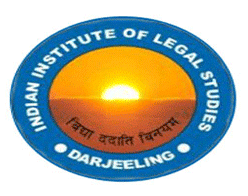 INDIAN INSTITUTE OF LEGAL STUDIES
विद्या ददाति विनयम
DARJEELING